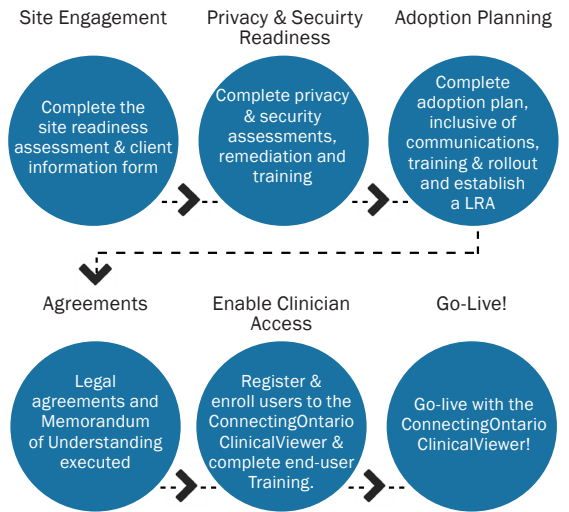 Site Engagement
Complete the
site readiness
assessment & client
information form
Privacy & Secuirty
Readiness
Complete privacy
& security
assessments,
remediation and
training
Adoption Planning
Complete
adoption plan,
inclusive of
communications,
training & rollout
and establish
a LRA
Agreements
Legal
agreements and
Memorandum
of Understanding
executed
Enable Clinician
Access
Register &
enroll users to the
ConnectingOntario
ClinicalViewer &
complete end-user
Training.
Go-Live!
Go-live with the
ConnectingOntario
ClinicalViewer!